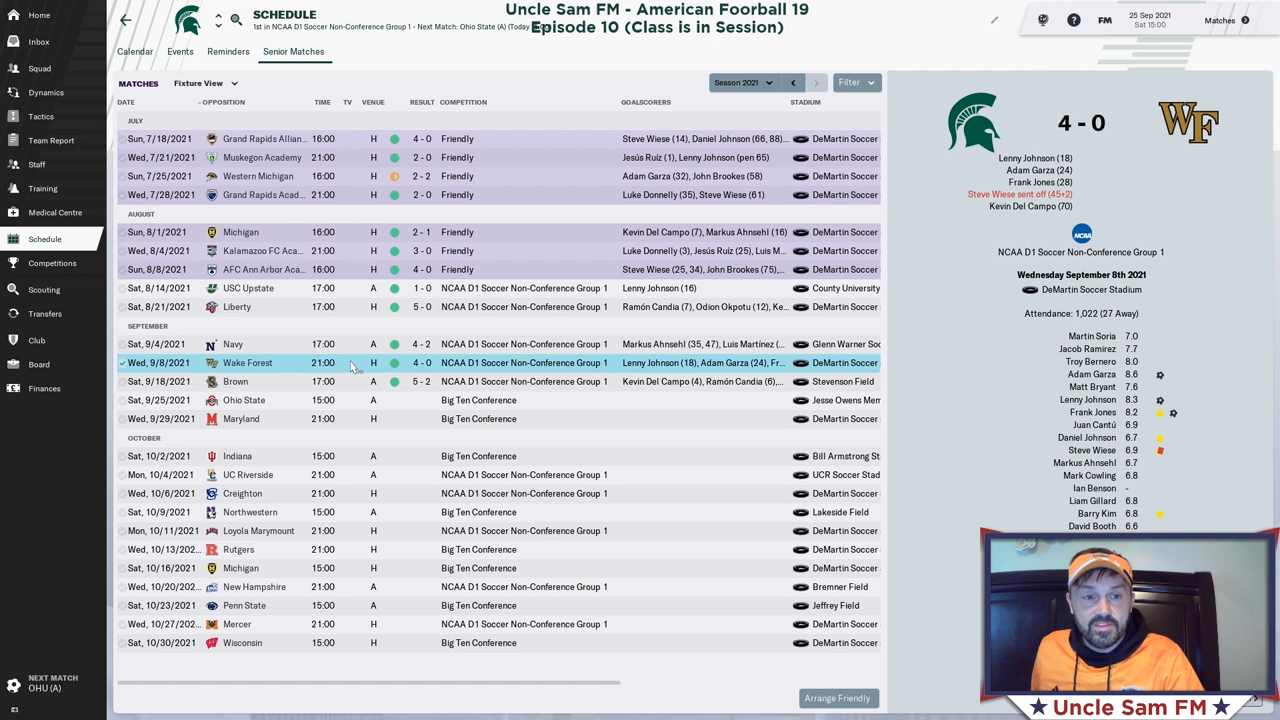 Uncle Sam FM - American Foorball 19
Episode 10 (Class is in Session)
SCHEDULE
1st in NCAA D1 Soccer Non-Conference Group 1 - Next Match: Ohio State (A) (Today
FM
25 Sep 2021
Sat 15:00
Matches
Home
Inbox
Squad
Dynamics
Tactics
Team Report
Staff
Training
Medical Centre
Schedule
Competitions
Scouting
Transfers
Club
Board
Finances
NEXT MATCH
OHU (A)
Calendar Events Reminders Senior Matches
MATCHES Fixture View Season 2021 Filter
DATE OPPOSITION TIME TV VENUE RESULT COMPETITION GOALSCORERS STADIUM
JULY
Sun, 7/18/2021 Grand Rapids Allian... 16:00 H 4 - 0 Friendly Steve Wiese (14), Daniel Johnson (66, 88)... DeMartin Soccer
Wed, 7/21/2021 Muskegon Academy 21:00 H 2 - 0 Friendly Jesús Ruíz (1), Lenny Johnson (pen 65) DeMartin Soccer
Sun, 7/25/2021 Western Michigan 16:00 H 2 - 2 Friendly Adam Garza (32), John Brookes (58) DeMartin Soccer
Wed, 7/28/2021 Grand Rapids Acad... 21:00 H 2 - 0 Friendly Luke Donnelly (35), Steve Wiese (61) DeMartin Soccer
AUGUST
Sun, 8/1/2021 Michigan 16:00 H 2 - 1 Friendly Kevin Del Campo (7), Markus Ahnsehl (16) DeMartin Soccer
Wed, 8/4/2021 Kalamazoo FC Aca... 21:00 H 3 - 0 Friendly Luke Donnelly (3), Jesús Ruíz (25), Luis M... DeMartin Soccer
Sun, 8/8/2021 AFC Ann Arbor Aca... 16:00 H 4 - 0 Friendly Steve Wiese (25, 34), John Brookes (75),... DeMartin Soccer
Sat, 8/14/2021 USC Upstate 17:00 A 1 - 0 NCAA D1 Soccer Non-Conference Group 1 Lenny Johnson (16) County University
Sat, 8/21/2021 Liberty 17:00 H 5 - 0 NCAA D1 Soccer Non-Conference Group 1 Ramón Candia (7), Odion Okpotu (12), Ke... DeMartin Soccer
SEPTEMBER
Sat, 9/4/2021 Navy 17:00 A 4 - 2 NCAA D1 Soccer Non-Conference Group 1 Markus Ahnsehl (35, 47), Luis Martínez (... Glenn Warner Soc
Wed, 9/8/2021 Wake Forest 21:00 H 4 - 0 NCAA D1 Soccer Non-Conference Group 1 Lenny Johnson (18), Adam Garza (24), Fr... DeMartin Soccer
Sat, 9/18/2021 Brown 17:00 A 5 - 2 NCAA D1 Soccer Non-Conference Group 1 Kevin Del Campo (4), Ramón Candia (6),... Stevenson Field
Sat, 9/25/2021 Ohio State 15:00 A Big Ten Conference Jesse Owens Mem
Wed, 9/29/2021 Maryland 21:00 H Big Ten Conference DeMartin Soccer
OCTOBER
Sat, 10/2/2021 Indiana 15:00 A Big Ten Conference Bill Armstrong St
Mon, 10/4/2021 UC Riverside 21:00 A NCAA D1 Soccer Non-Conference Group 1 UCR Soccer Stad
Wed, 10/6/2021 Creighton 21:00 H NCAA D1 Soccer Non-Conference Group 1 DeMartin Soccer
Sat, 10/9/2021 Northwestern 15:00 A Big Ten Conference Lakeside Field
Mon, 10/11/2021 Loyola Marymount 21:00 H NCAA D1 Soccer Non-Conference Group 1 DeMartin Soccer
Wed, 10/13/202... Rutgers 21:00 H Big Ten Conference DeMartin Soccer
Sat, 10/16/2021 Michigan 15:00 H Big Ten Conference DeMartin Soccer
Wed, 10/20/202... New Hampshire 21:00 A NCAA D1 Soccer Non-Conference Group 1 Bremner Field
Sat, 10/23/2021 Penn State 15:00 A Big Ten Conference Jeffrey Field
Wed, 10/27/202... Mercer 21:00 H NCAA D1 Soccer Non-Conference Group 1 DeMartin Soccer
Sat, 10/30/2021 Wisconsin 15:00 H Big Ten Conference DeMartin Soccer
Arrange Friendly
4 - 0
WF
Lenny Johnson (18)
Adam Garza (24)
Frank Jones (28)
Steve Wiese sent off (45+2)
Kevin Del Campo (70)
NCAA
NCAA D1 Soccer Non-Conference Group 1
Wednesday September 8th 2021
DeMartin Soccer Stadium
Attendance: 1,022 (27 Away)
Martin Soria 7.0
Jacob Ramirez 7.7
Troy Bernero 8.0
Adam Garza 8.6
Matt Bryant 7.6
Lenny Johnson 8.3
Frank Jones 8.2
Juan Cantú 6.9
Daniel Johnson 6.7
Steve Wiese 6.9
Markus Ahnsehl 6.7
Mark Cowling 6.8
Ian Benson -
Liam Gillard 6.8
Barry Kim 6.8
David Booth 6.6
Uncle Sam FM